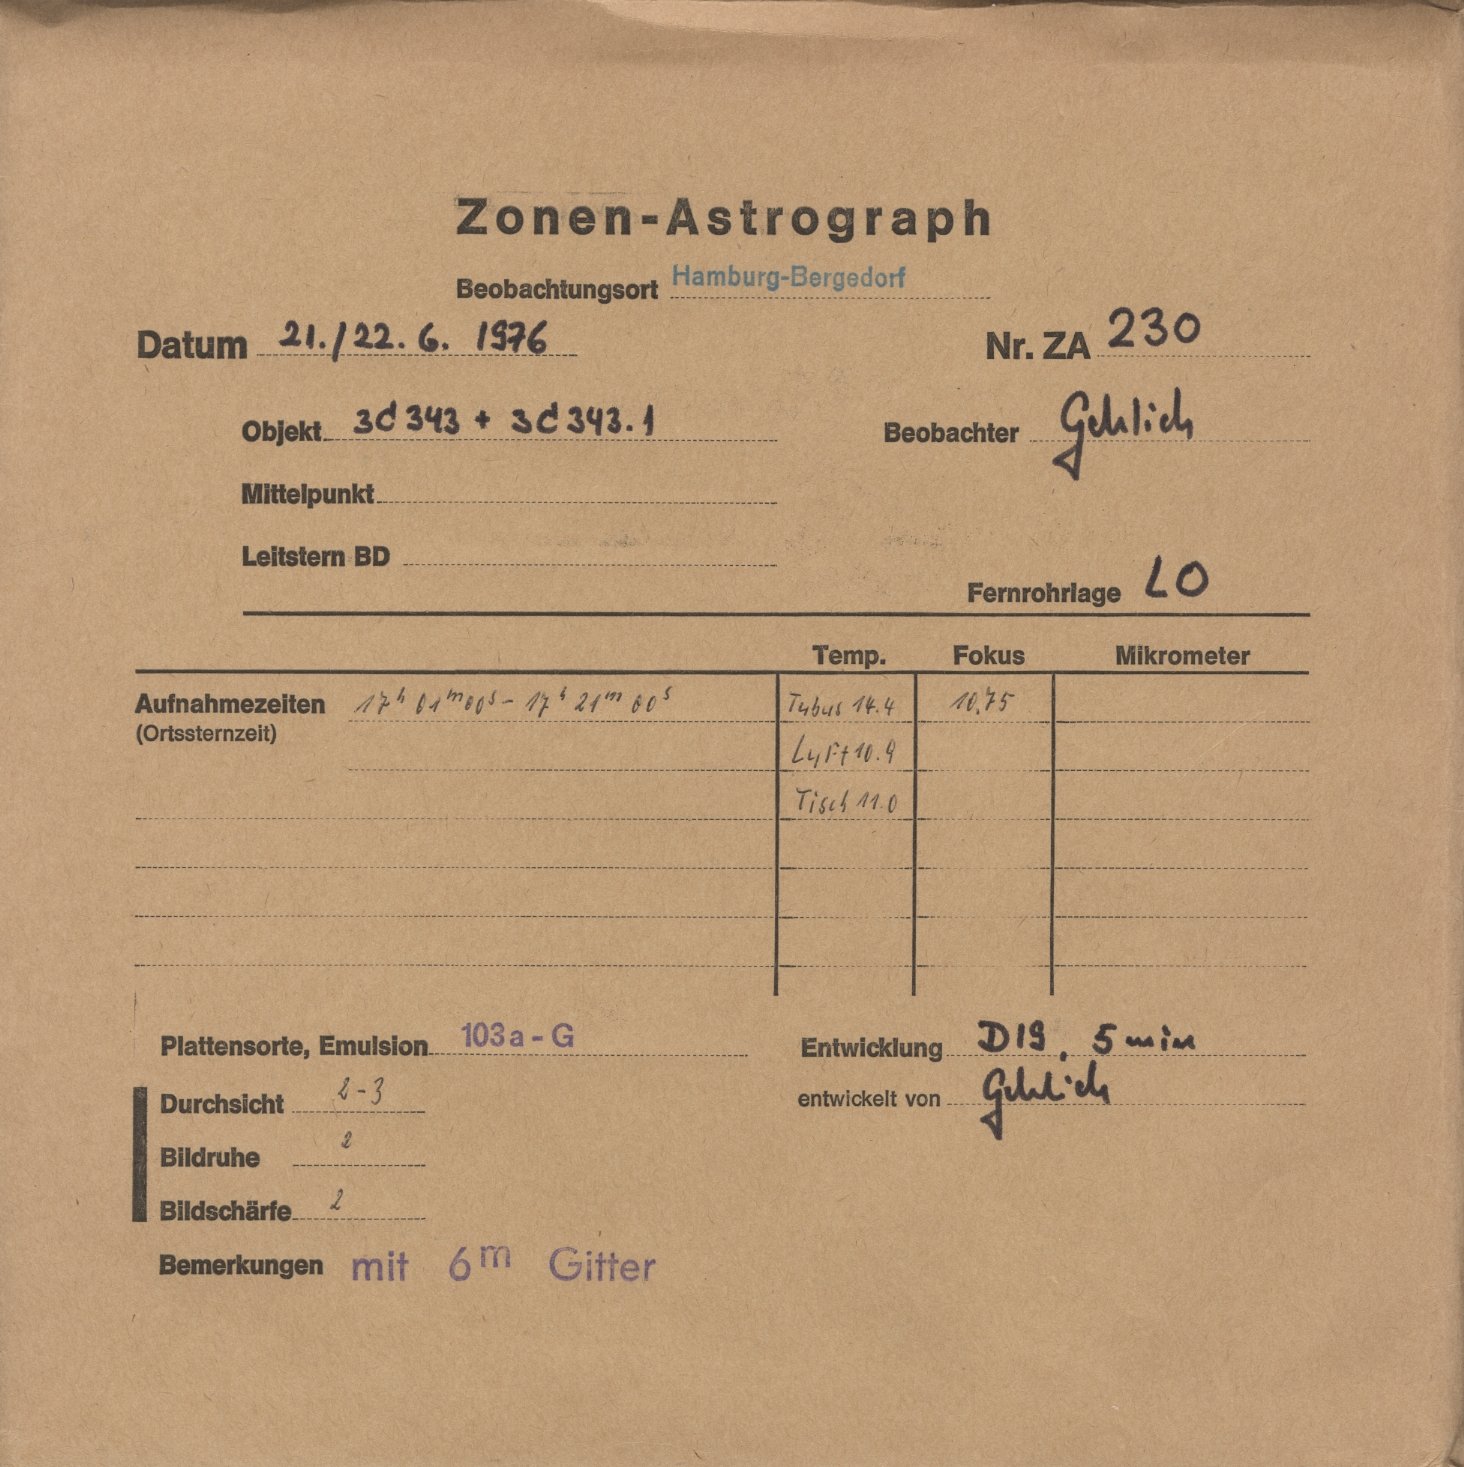 Zonen-Astrograph
Beobachtungsort Hamburg-Bergedorf
Datum 21./22. 6. 1976 Nr. ZA 230
Objekt 3C 343 + 3C 343.1 Beobachter Gehlich
Mittelpunkt
Leitstern BD
Fernrohrlage LO
Temp. Fokus Mikrometer
Aufnahmezeiten 17h 01m00s - 17h 21m 00s Tubus 14.4 10.75
(Ortssternzeit)
Luft 10.9
Tisch 11.0
Plattensorte, Emulsion 103a-G Entwicklung D19, 5 min
Durchsicht 2-3 entwickelt von Gehlich
Bildruhe 2
Bildschärfe 2
Bemerkungen mit 6m Gitter